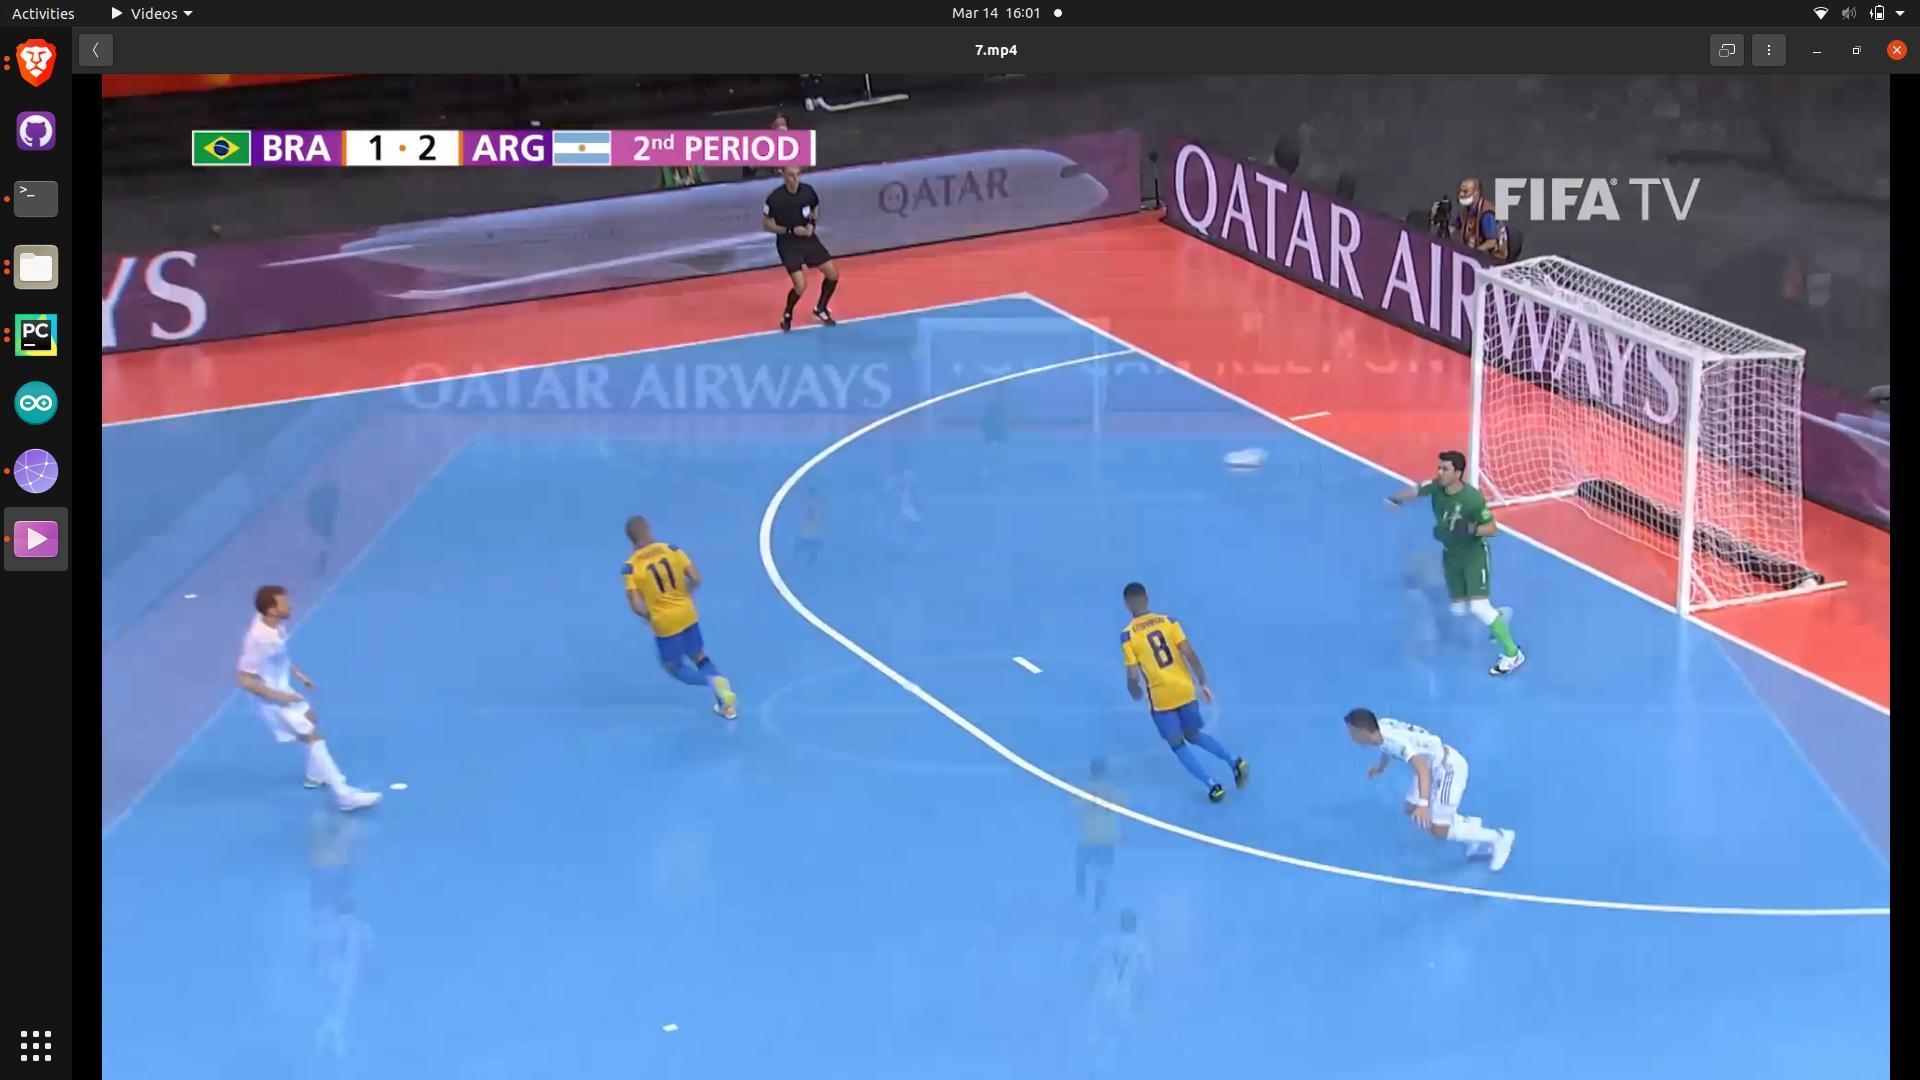 Activities
Videos
Mar 14 16:01
7.mp4
BRA 1 · 2 ARG 2nd PERIOD
FIFA TV
QATAR
QATAR AIRWAYS
YS
QATAR AIRWAYS
11
8
1
PC
>_